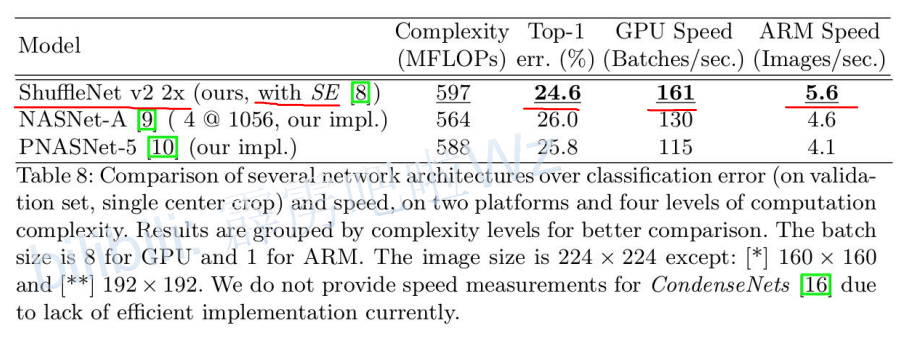 Model Complexity Top-1 GPU Speed ARM Speed
(MFLOPs) err. (%) (Batches/sec.) (Images/sec.)
ShuffleNet v2 2x (ours, with SE [8]) 597 24.6 161 5.6
NASNet-A [9] ( 4 @ 1056, our impl.) 564 26.0 130 4.6
PNASNet-5 [10] (our impl.) 588 25.8 115 4.1
Table 8: Comparison of several network architectures over classification error (on valida-
tion set, single center crop) and speed, on two platforms and four levels of computation
complexity. Results are grouped by complexity levels for better comparison. The batch
size is 8 for GPU and 1 for ARM. The image size is 224 × 224 except: [*] 160 × 160
and [**] 192 × 192. We do not provide speed measurements for CondenseNets [16] due
to lack of efficient implementation currently.
bilibili: 霹雳吧啦Wz